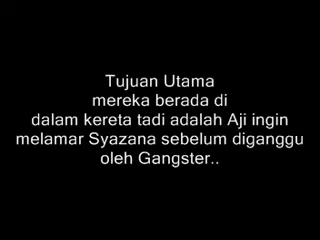 Tujuan Utama
mereka berada di
dalam kereta tadi adalah Aji ingin
melamar Syazana sebelum diganggu
oleh Gangster..